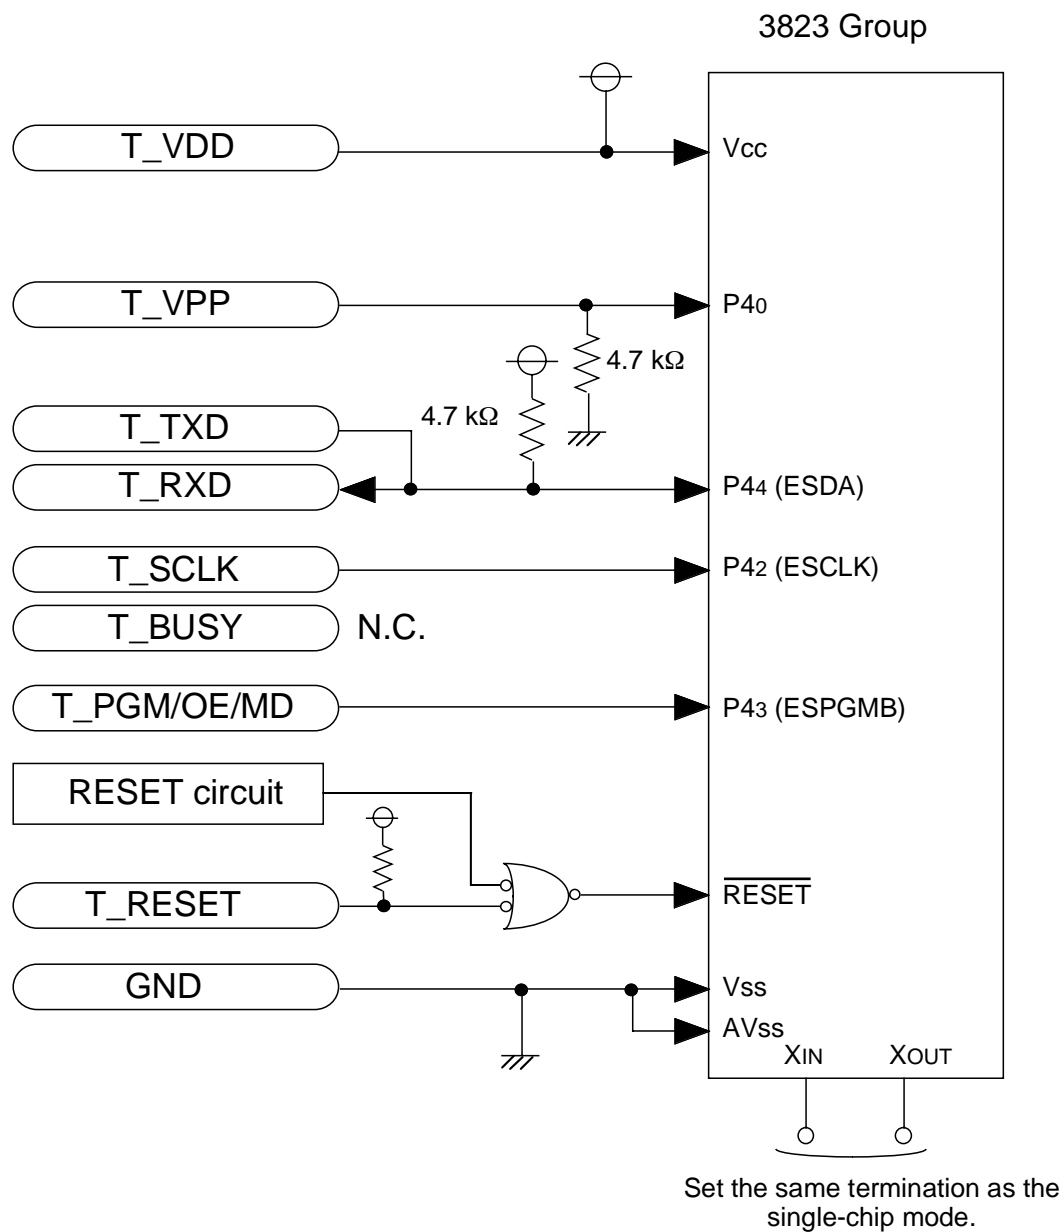 3823 Group
T_VDD
Vcc
T_VPP
P40
4.7 kΩ
4.7 kΩ
T_TXD
T_RXD
P44 (ESDA)
T_SCLK
P42 (ESCLK)
T_BUSY
N.C.
T_PGM/OE/MD
P43 (ESPGMB)
RESET circuit
T_RESET
RESET
GND
Vss
AVss
XIN
XOUT
Set the same termination as the
single-chip mode.